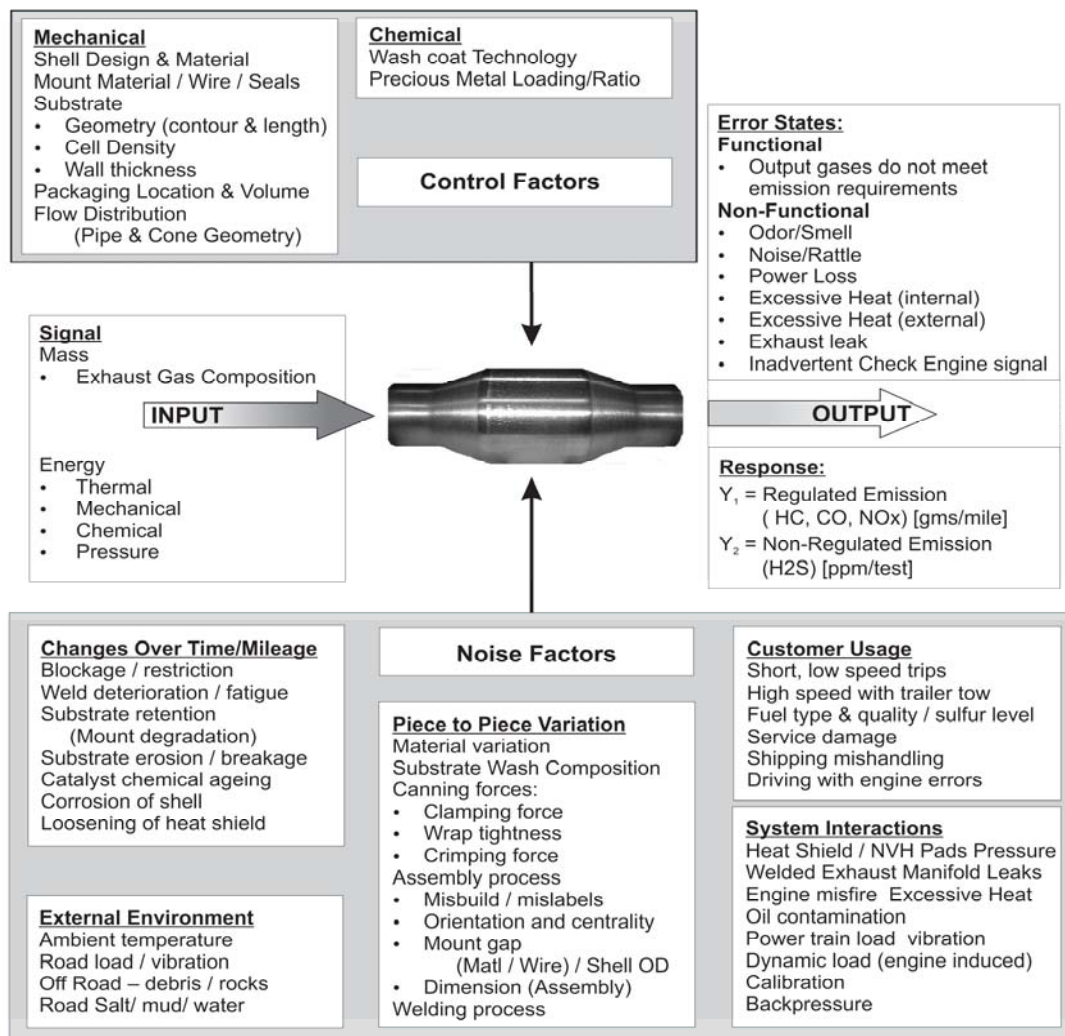 Mechanical
Shell Design & Material
Mount Material / Wire / Seals
Substrate
• Geometry (contour & length)
• Cell Density
• Wall thickness
Packaging Location & Volume
Flow Distribution
(Pipe & Cone Geometry)
Chemical
Wash coat Technology
Precious Metal Loading/Ratio
Control Factors
Error States:
Functional
• Output gases do not meet
emission requirements
Non-Functional
• Odor/Smell
• Noise/Rattle
• Power Loss
• Excessive Heat (internal)
• Excessive Heat (external)
• Exhaust leak
• Inadvertent Check Engine signal
Signal
Mass
• Exhaust Gas Composition
INPUT
Energy
• Thermal
• Mechanical
• Chemical
• Pressure
OUTPUT
Response:
Y₁ = Regulated Emission
( HC, CO, NOx) [gms/mile]
Y₂ = Non-Regulated Emission
(H2S) [ppm/test]
Changes Over Time/Mileage
Blockage / restriction
Weld deterioration / fatigue
Substrate retention
(Mount degradation)
Substrate erosion / breakage
Catalyst chemical ageing
Corrosion of shell
Loosening of heat shield
External Environment
Ambient temperature
Road load / vibration
Off Road – debris / rocks
Road Salt/ mud/ water
Noise Factors
Piece to Piece Variation
Material variation
Substrate Wash Composition
Canning forces:
• Clamping force
• Wrap tightness
• Crimping force
Assembly process
• Misbuild / mislabels
• Orientation and centrality
• Mount gap
(Matl / Wire) / Shell OD
• Dimension (Assembly)
Welding process
Customer Usage
Short, low speed trips
High speed with trailer tow
Fuel type & quality / sulfur level
Service damage
Shipping mishandling
Driving with engine errors
System Interactions
Heat Shield / NVH Pads Pressure
Welded Exhaust Manifold Leaks
Engine misfire Excessive Heat
Oil contamination
Power train load vibration
Dynamic load (engine induced)
Calibration
Backpressure